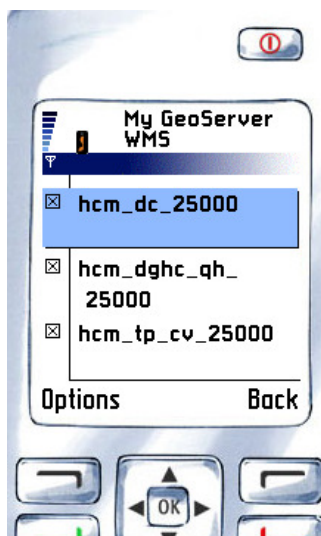 My GeoServer
WMS
hcm_dc_25000
hcm_dghc_qh_
25000
hcm_tp_cv_25000
Options
Back
OK